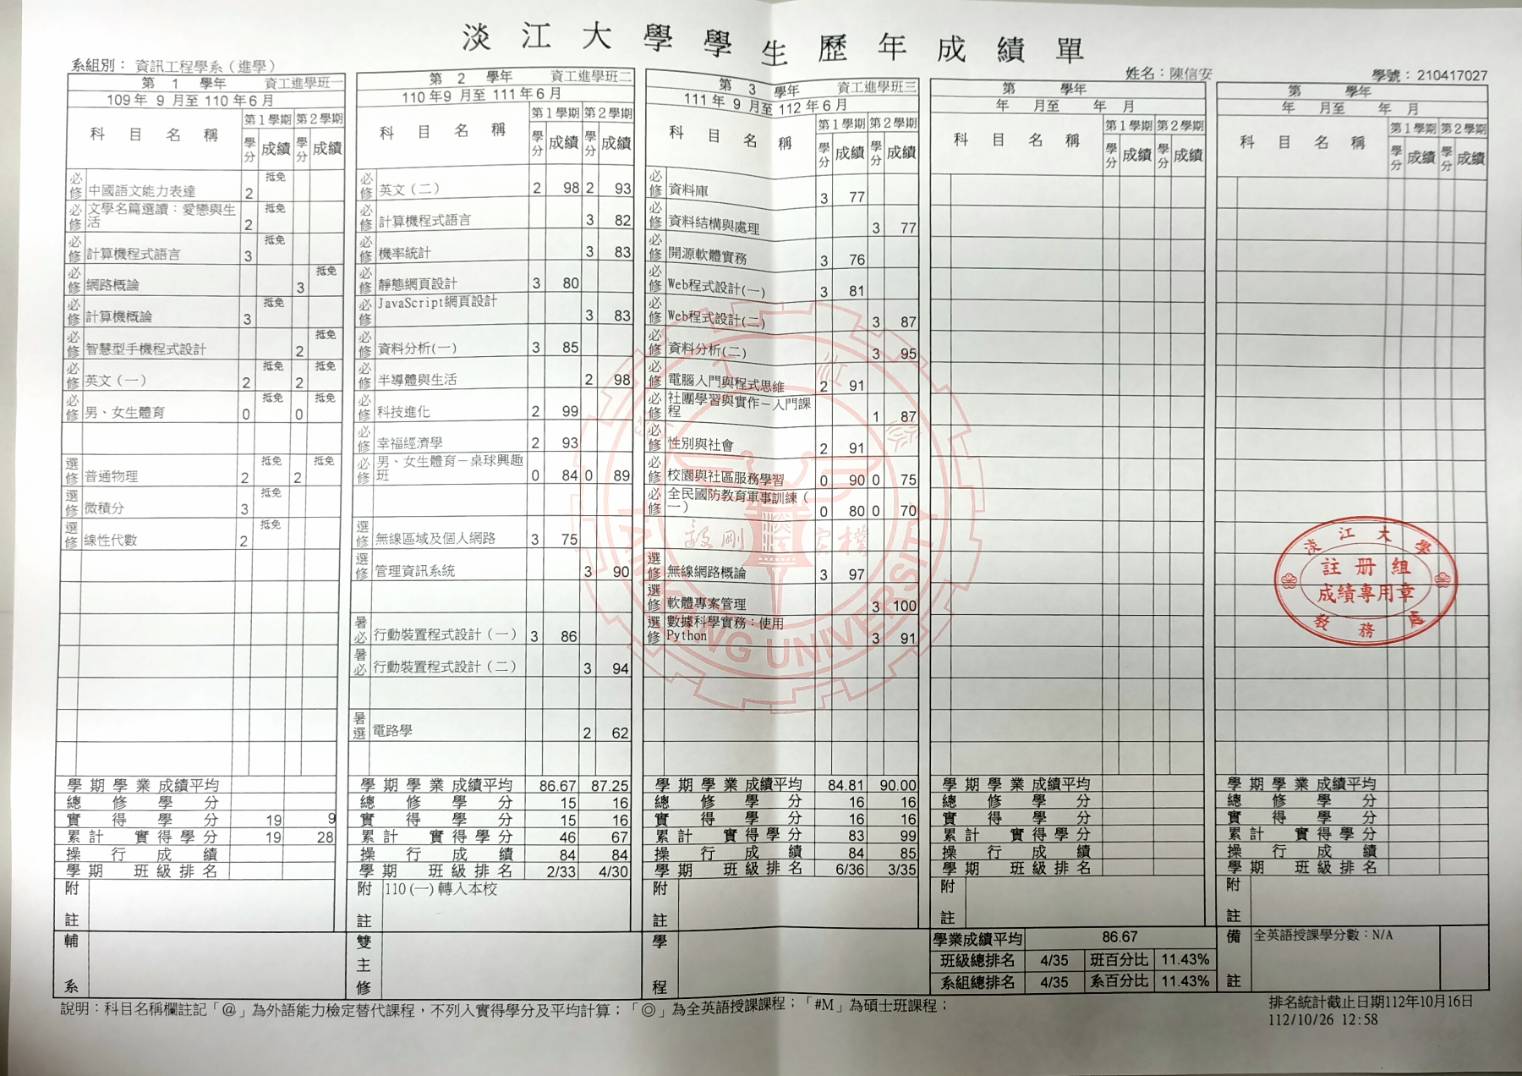 淡江大學學生歷年成績單
系組別：資訊工程學系(進學)
姓名：陳信安
學號：210417027
第 1 學年 資工進學班一
109年 9 月至 110 年6 月
科目名稱 第1學期 第2學期
學分 成績 學分 成績
必修 中國語文能力表達 2 抵免
必修 文學名篇選讀：愛戀與生活 2 抵免
必修 計算機程式語言 3 抵免
必修 網路概論 3 抵免
必修 計算機概論 3 抵免
必修 智慧型手機程式設計 2 抵免
必修 英文（一） 2 抵免 2 抵免
必修 男、女生體育 0 抵免 0 抵免
選修 普通物理 2 抵免 2 抵免
選修 微積分 3 抵免
選修 線性代數 2 抵免
學期學業成績平均
總修學分
實得學分 19 9
累計實得學分 19 28
操行成績
學期班級排名
附註
第 2 學年 資工進學班二
110 年9 月至 111 年6 月
科目名稱 第1學期 第2學期
學分 成績 學分 成績
必修 英文（二） 2 98 2 93
必修 計算機程式語言 3 82
必修 機率統計 3 83
必修 靜態網頁設計 3 80
必修 JavaScript網頁設計 3 83
必修 資料分析(一) 3 85
必修 半導體與生活 2 98
必修 科技進化 2 99
必修 幸福經濟學 2 93
必修 男、女生體育－桌球興趣班 0 84 0 89
選修 無線區域及個人網路 3 75
選修 管理資訊系統 3 90
暑必 行動裝置程式設計（一） 3 86
暑必 行動裝置程式設計（二） 3 94
暑選 電路學 2 62
學期學業成績平均 86.67 87.25
總修學分 15 16
實得學分 15 16
累計實得學分 46 67
操行成績 84 84
學期班級排名 2/33 4/30
附註 110(一)轉入本校
第 3 學年 資工進學班三
111 年 9 月至 112 年 6 月
科目名稱 第1學期 第2學期
學分 成績 學分 成績
必修 資料庫 3 77
必修 資料結構與處理 3 77
必修 開源軟體實務 3 76
必修 Web程式設計(一) 3 81
必修 Web程式設計(二) 3 87
必修 資料分析(二) 3 95
必修 電腦入門與程式思維 2 91
必修 社團學習與實作－入門課程 1 87
必修 性別與社會 2 91
必修 校園與社區服務學習 0 90 0 75
必修 全民國防教育軍事訓練（一） 0 80 0 70
選修 無線網路概論 3 97
選修 軟體專案管理 3 100
選修 數據科學實務：使用Python 3 91
學期學業成績平均 84.81 90.00
總修學分 16 16
實得學分 16 16
累計實得學分 83 99
操行成績 84 85
學期班級排名 6/36 3/35
附註
第 學年
年 月至 年 月
科目名稱 第1學期 第2學期
學分 成績 學分 成績
學期學業成績平均
總修學分
實得學分
累計實得學分
操行成績
學期班級排名
附註
第 學年
年 月至 年 月
科目名稱 第1學期 第2學期
學分 成績 學分 成績
淡江大學
註冊組
成績專用章
教務處
學期學業成績平均
總修學分
實得學分
累計實得學分
操行成績
學期班級排名
附註
TAMKANG UNIVERSITY
輔系
雙主修
學程
學業成績平均 86.67
班級總排名 4/35 班百分比 11.43%
系組總排名 4/35 系百分比 11.43%
備註 全英語授課學分數：N/A
說明：科目名稱欄註記「@」為外語能力檢定替代課程，不列入實得學分及平均計算；「◎」為全英語授課課程；「#M」為碩士班課程；
排名統計截止日期112年10月16日
112/10/26 12:58